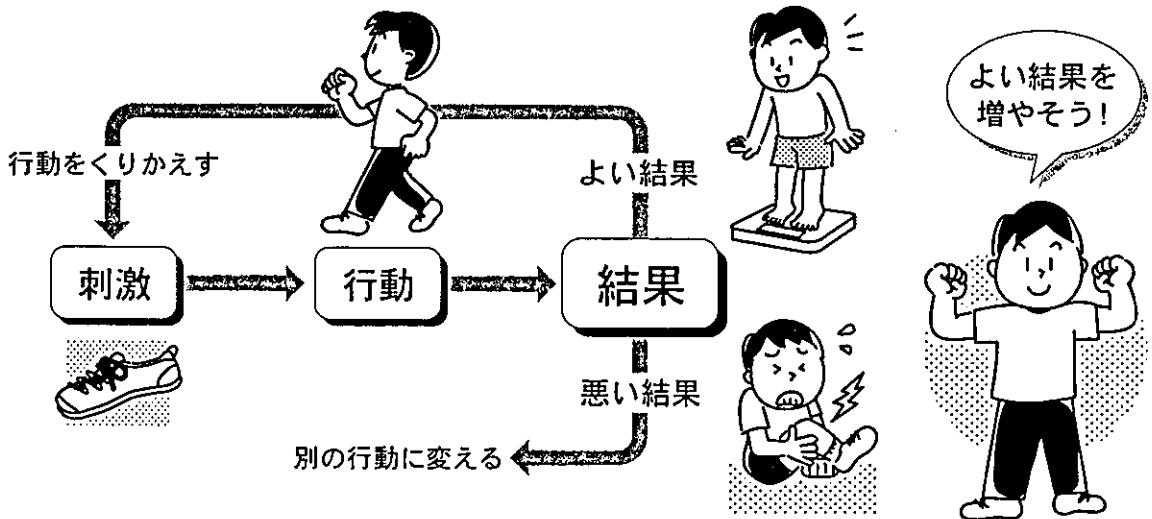 よい結果を
増やそう!
行動をくりかえす
よい結果
刺激
行動
結果
悪い結果
別の行動に変える